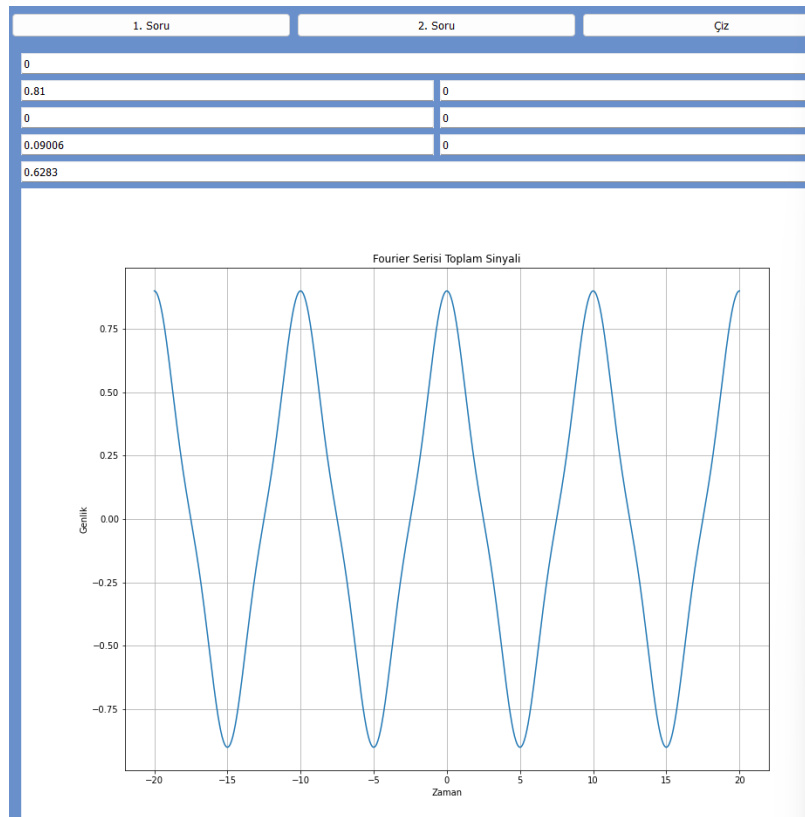 1. Soru 2. Soru Çiz
0
0.81 0
0 0
0.09006 0
0.6283
Fourier Serisi Toplam Sinyali
0.75
0.50
0.25
0.00
−0.25
−0.50
−0.75
Genlik
−20 −15 −10 −5 0 5 10 15 20
Zaman